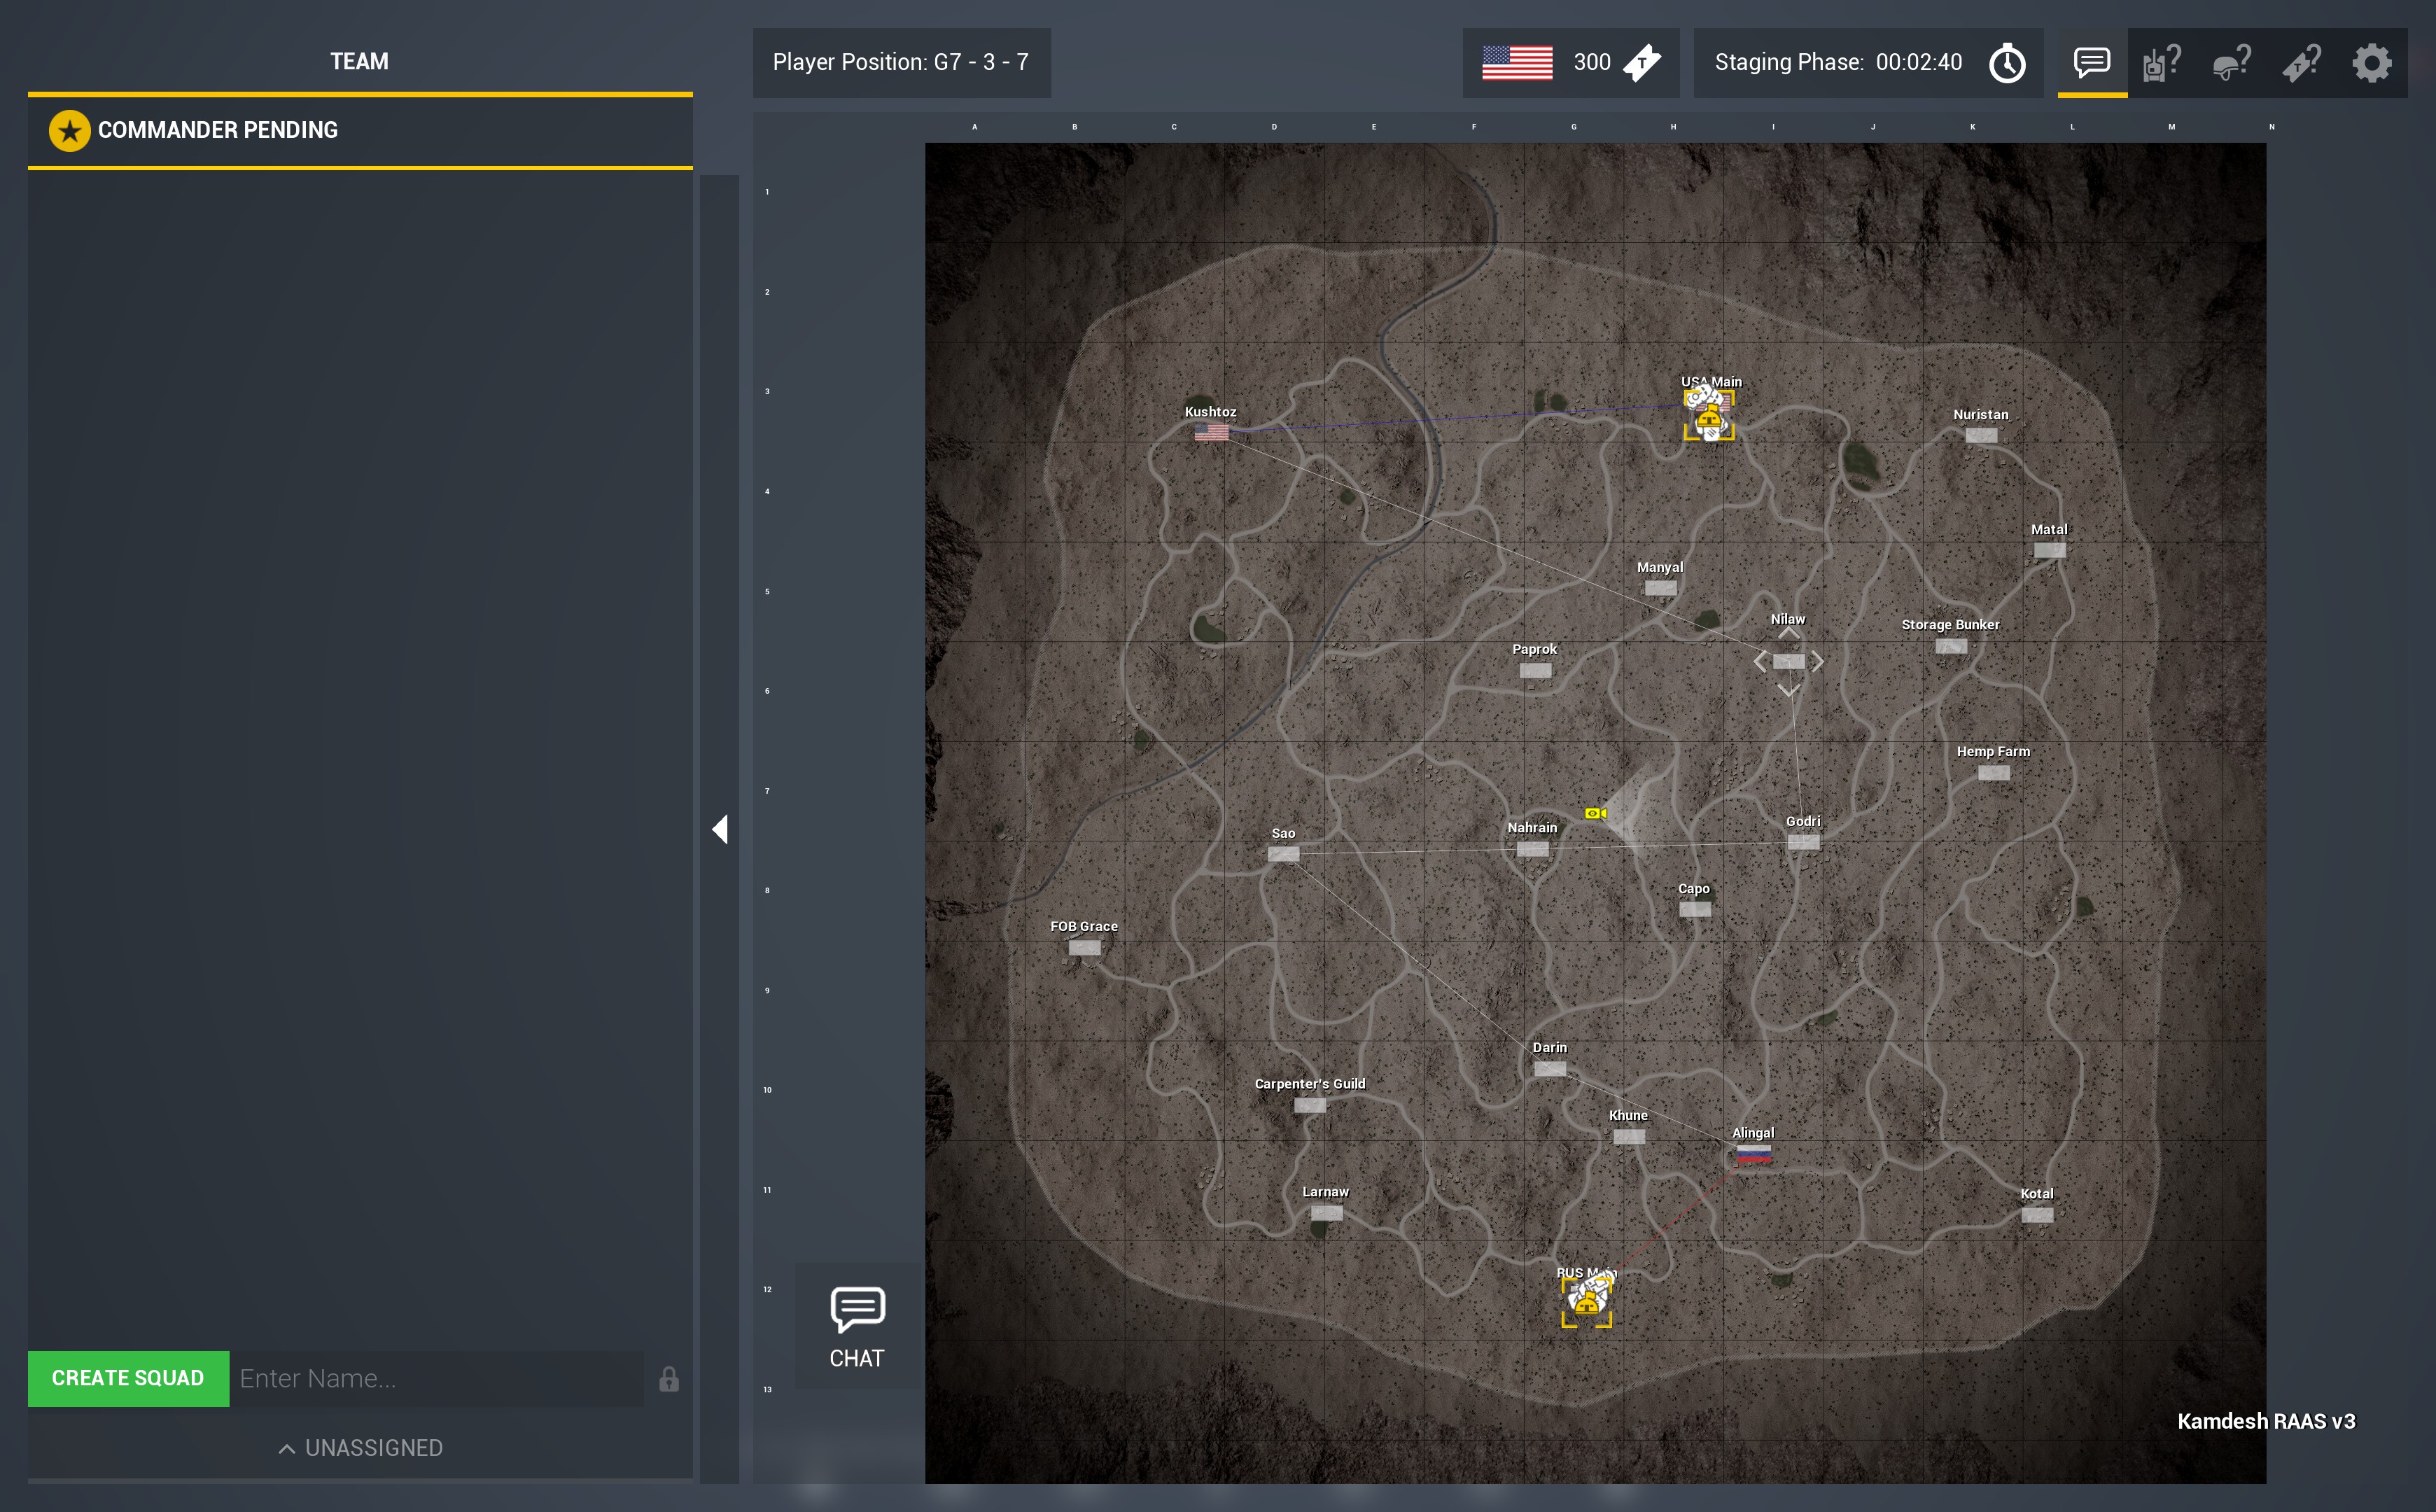 TEAM
COMMANDER PENDING
Player Position: G7 - 3 - 7
300
T
Staging Phase: 00:02:40
A B C D E F G H I J K L M N
1
2
3
4
5
6
7
8
9
10
11
12
13
USA Main
Kushtoz
Nuristan
Matal
Manyal
Nilaw
Storage Bunker
Paprok
Hemp Farm
Godri
Nahrain
Sao
Capo
FOB Grace
Darin
Carpenter's Guild
Khune
Alingal
Larnaw
Kotal
RUS Main
CHAT
CREATE SQUAD
Enter Name...
UNASSIGNED
Kamdesh RAAS v3